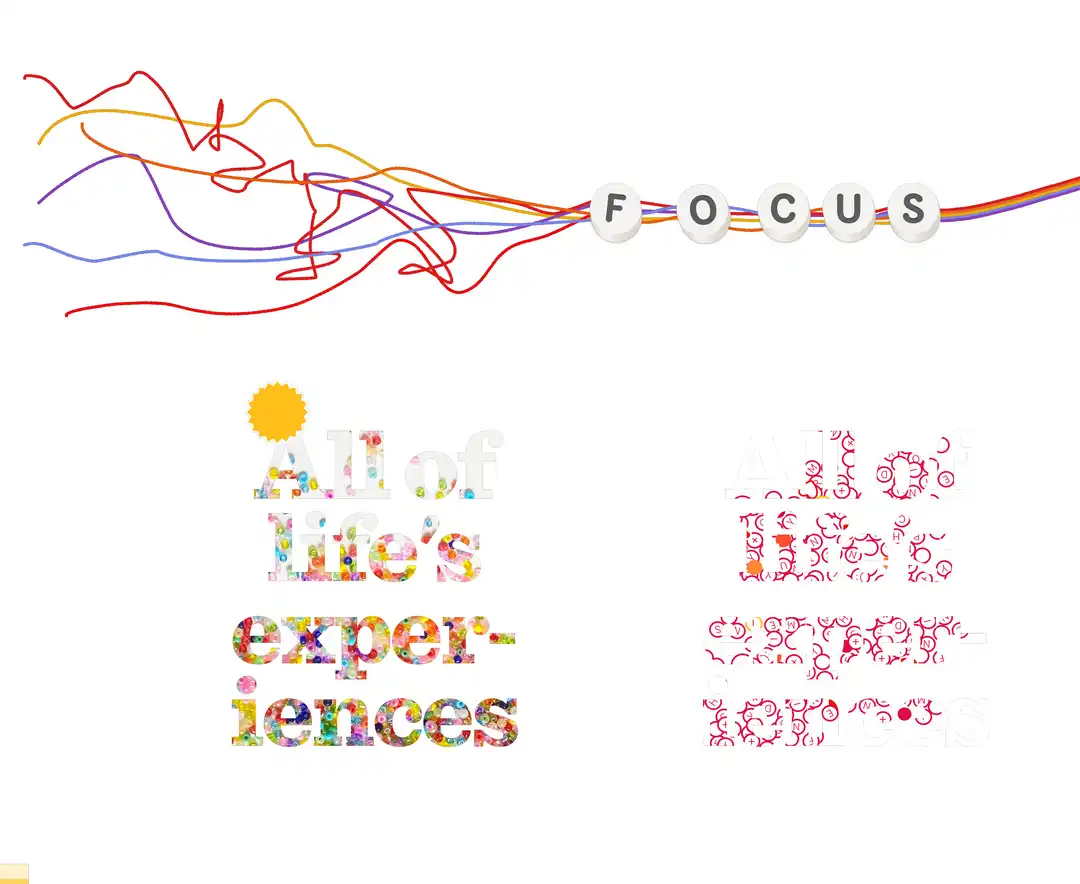 FOCUS
All of
life's
exper-
iences
All of
life's
exper-
iences